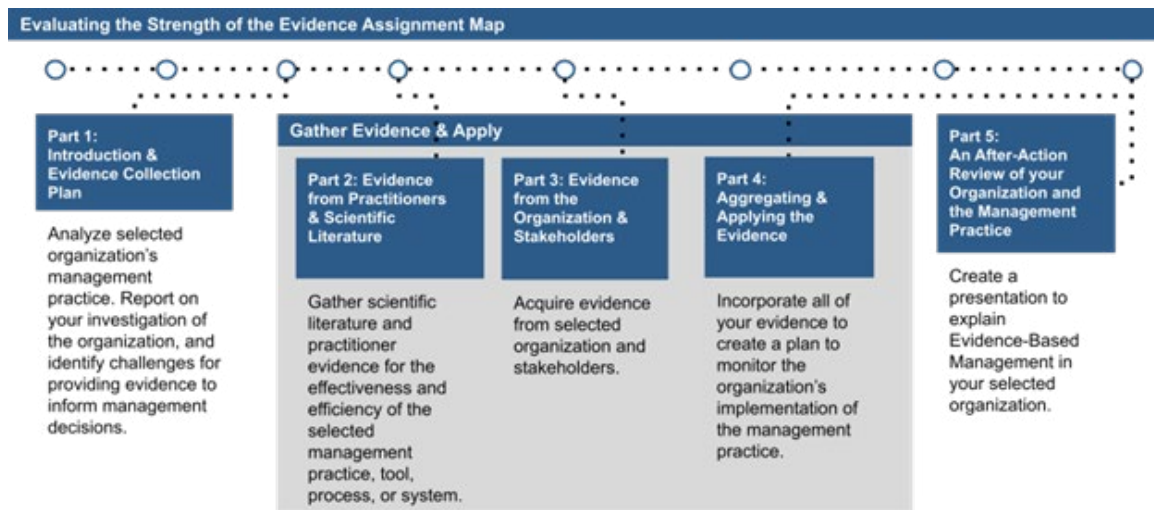 Evaluating the Strength of the Evidence Assignment Map
Part 1:
Introduction &
Evidence Collection
Plan
Analyze selected
organization's
management
practice. Report on
your investigation of
the organization, and
identify challenges for
providing evidence to
inform management
decisions.
Gather Evidence & Apply
Part 2: Evidence
from Practitioners
& Scientific
Literature
Gather scientific
literature and
practitioner
evidence for the
effectiveness and
efficiency of the
selected
management
practice, tool,
process, or system.
Part 3: Evidence
from the
Organization &
Stakeholders
Acquire evidence
from selected
organization and
stakeholders.
Part 4:
Aggregating &
Applying the
Evidence
Incorporate all of
your evidence to
create a plan to
monitor the
organization's
implementation of
the management
practice.
Part 5:
An After-Action
Review of your
Organization and
the Management
Practice
Create a
presentation to
explain
Evidence-Based
Management in
your selected
organization.